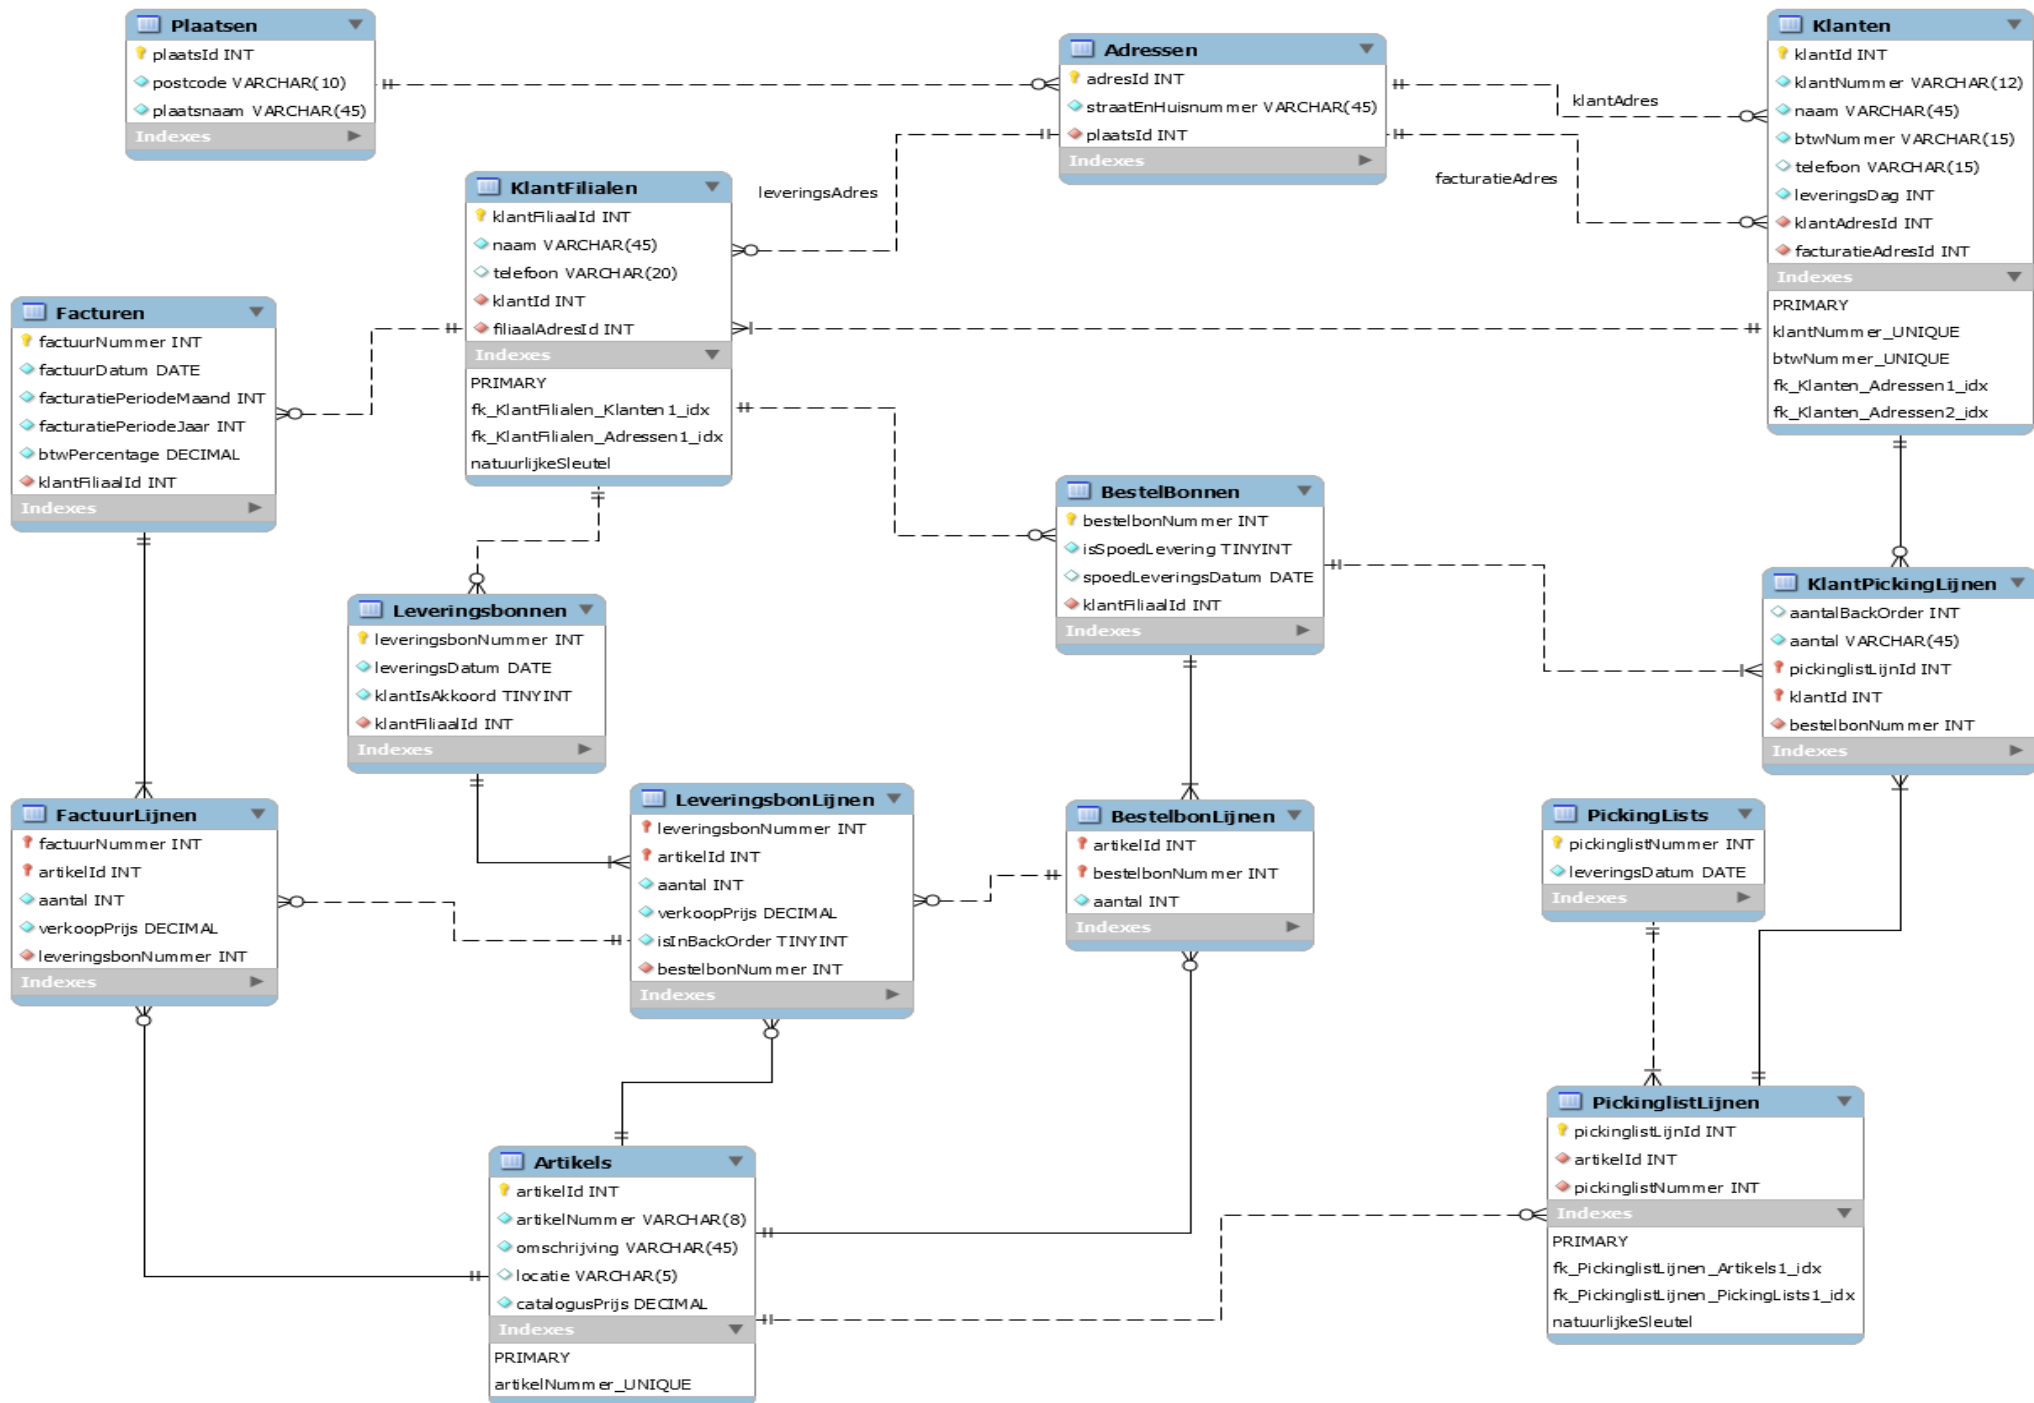 Plaatsen
plaatsId INT
postcode VARCHAR(10)
plaatsnaam VARCHAR(45)
Indexes
Adressen
adresId INT
straatEnHuisnummer VARCHAR(45)
plaatsId INT
Indexes
Klanten
klantId INT
klantNummer VARCHAR(12)
naam VARCHAR(45)
btwNummer VARCHAR(15)
telefoon VARCHAR(15)
leveringsDag INT
klantAdresId INT
facturatieAdresId INT
Indexes
PRIMARY
klantNummer_UNIQUE
btwNummer_UNIQUE
fk_Klanten_Adressen1_idx
fk_Klanten_Adressen2_idx
klantAdres
facturatieAdres
leveringsAdres
KlantFilialen
klantFiliaalId INT
naam VARCHAR(45)
telefoon VARCHAR(20)
klantId INT
filiaalAdresId INT
Indexes
PRIMARY
fk_KlantFilialen_Klanten1_idx
fk_KlantFilialen_Adressen1_idx
natuurlijkeSleutel
Facturen
factuurNummer INT
factuurDatum DATE
facturatiePeriodeMaand INT
facturatiePeriodeJaar INT
btwPercentage DECIMAL
klantFiliaalId INT
Indexes
BestelBonnen
bestelbonNummer INT
isSpoedLevering TINYINT
spoedLeveringsDatum DATE
klantFiliaalId INT
Indexes
KlantPickingLijnen
aantalBackOrder INT
aantal VARCHAR(45)
pickinglistLijnId INT
klantId INT
bestelbonNummer INT
Indexes
Leveringsbonnen
leveringsbonNummer INT
leveringsDatum DATE
klantIsAkkoord TINYINT
klantFiliaalId INT
Indexes
FactuurLijnen
factuurNummer INT
artikelId INT
aantal INT
verkoopPrijs DECIMAL
leveringsbonNummer INT
Indexes
LeveringsbonLijnen
leveringsbonNummer INT
artikelId INT
aantal INT
verkoopPrijs DECIMAL
isInBackOrder TINYINT
bestelbonNummer INT
Indexes
BestelbonLijnen
artikelId INT
bestelbonNummer INT
aantal INT
Indexes
PickingLists
pickinglistNummer INT
leveringsDatum DATE
Indexes
Artikels
artikelId INT
artikelNummer VARCHAR(8)
omschrijving VARCHAR(45)
locatie VARCHAR(5)
catalogusPrijs DECIMAL
Indexes
PRIMARY
artikelNummer_UNIQUE
PickinglistLijnen
pickinglistLijnId INT
artikelId INT
pickinglistNummer INT
Indexes
PRIMARY
fk_PickinglistLijnen_Artikels1_idx
fk_PickinglistLijnen_PickingLists1_idx
natuurlijkeSleutel